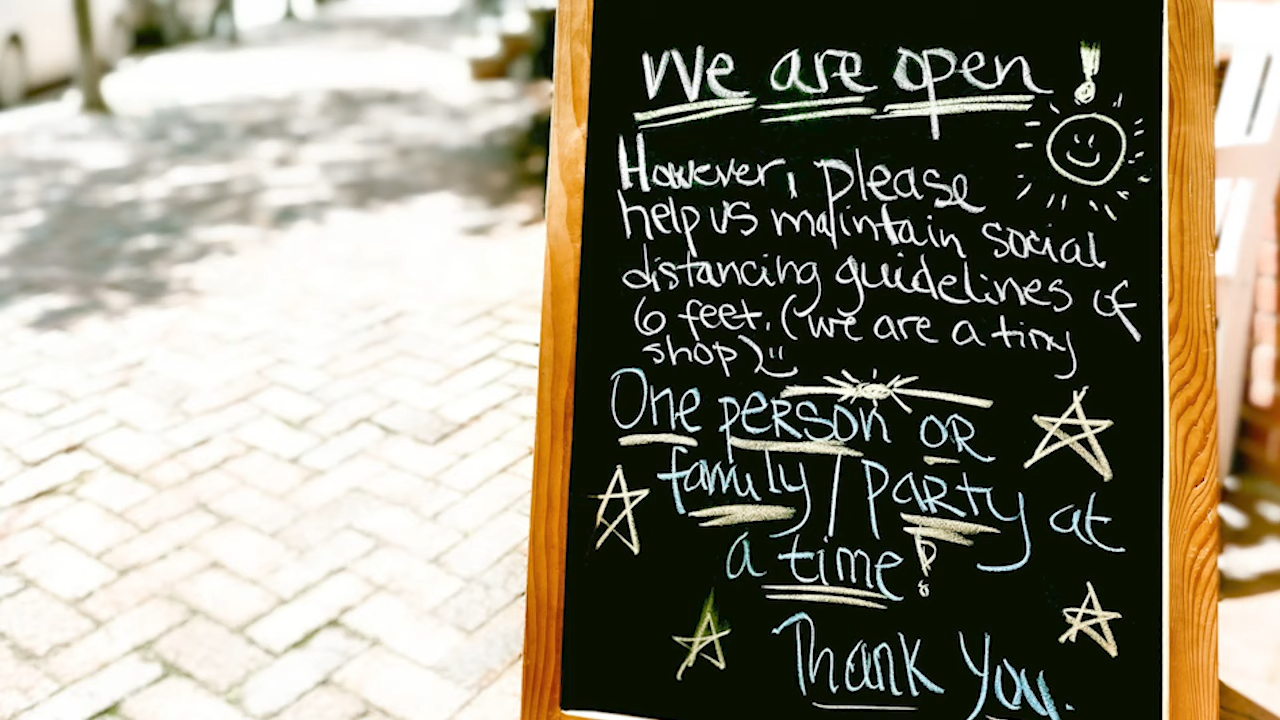 We are open!
However, please
help us maintain social
distancing guidelines of
6 feet. (we are a tiny
shop)
One person OR
family / PARTY at
a time!
Thank you.